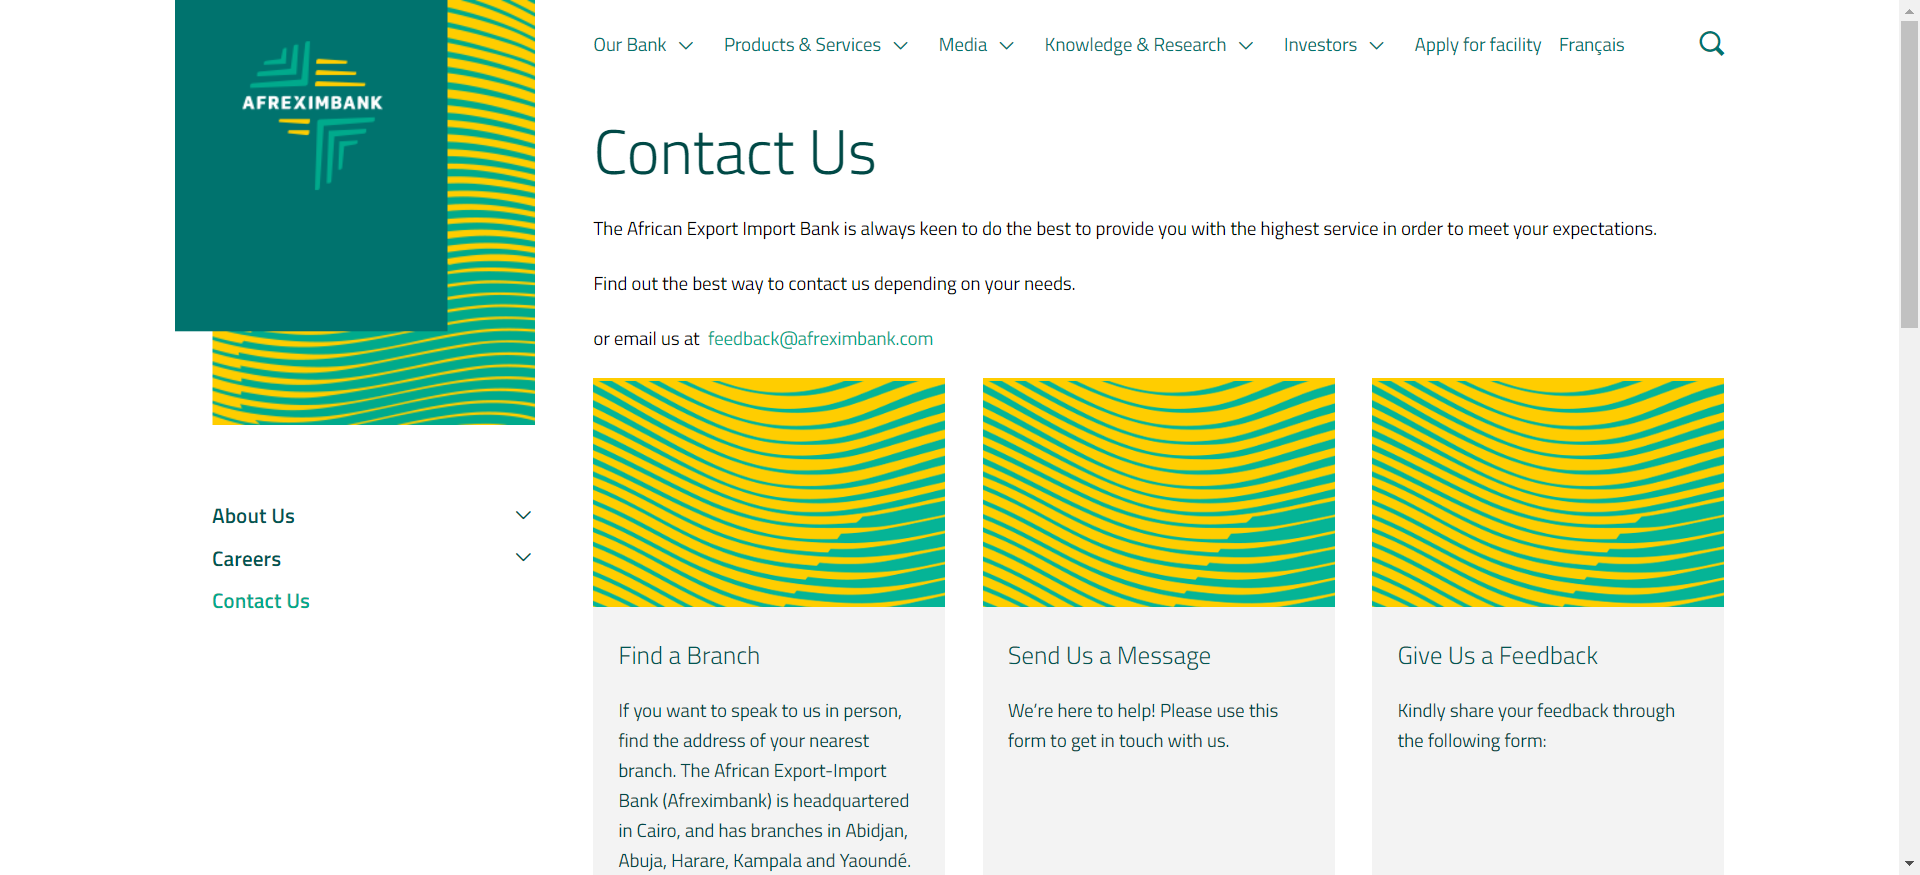 AFREXIMBANK
Our Bank
Products & Services
Media
Knowledge & Research
Investors
Apply for facility
Français
Contact Us
The African Export Import Bank is always keen to do the best to provide you with the highest service in order to meet your expectations.
Find out the best way to contact us depending on your needs.
or email us at feedback@afreximbank.com
About Us
Careers
Contact Us
Find a Branch
If you want to speak to us in person,
find the address of your nearest
branch. The African Export-Import
Bank (Afreximbank) is headquartered
in Cairo, and has branches in Abidjan,
Abuja, Harare, Kampala and Yaoundé.
Send Us a Message
We’re here to help! Please use this
form to get in touch with us.
Give Us a Feedback
Kindly share your feedback through
the following form: